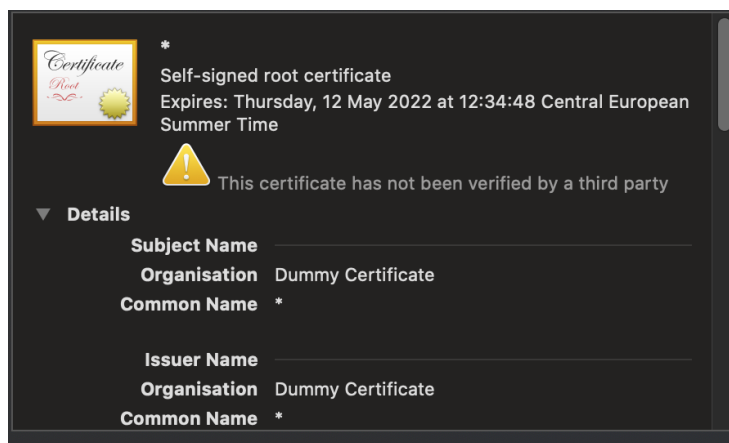 Certificate
Root
*
Self-signed root certificate
Expires: Thursday, 12 May 2022 at 12:34:48 Central European
Summer Time
This certificate has not been verified by a third party
Details
Subject Name
Organisation Dummy Certificate
Common Name *
Issuer Name
Organisation Dummy Certificate
Common Name *